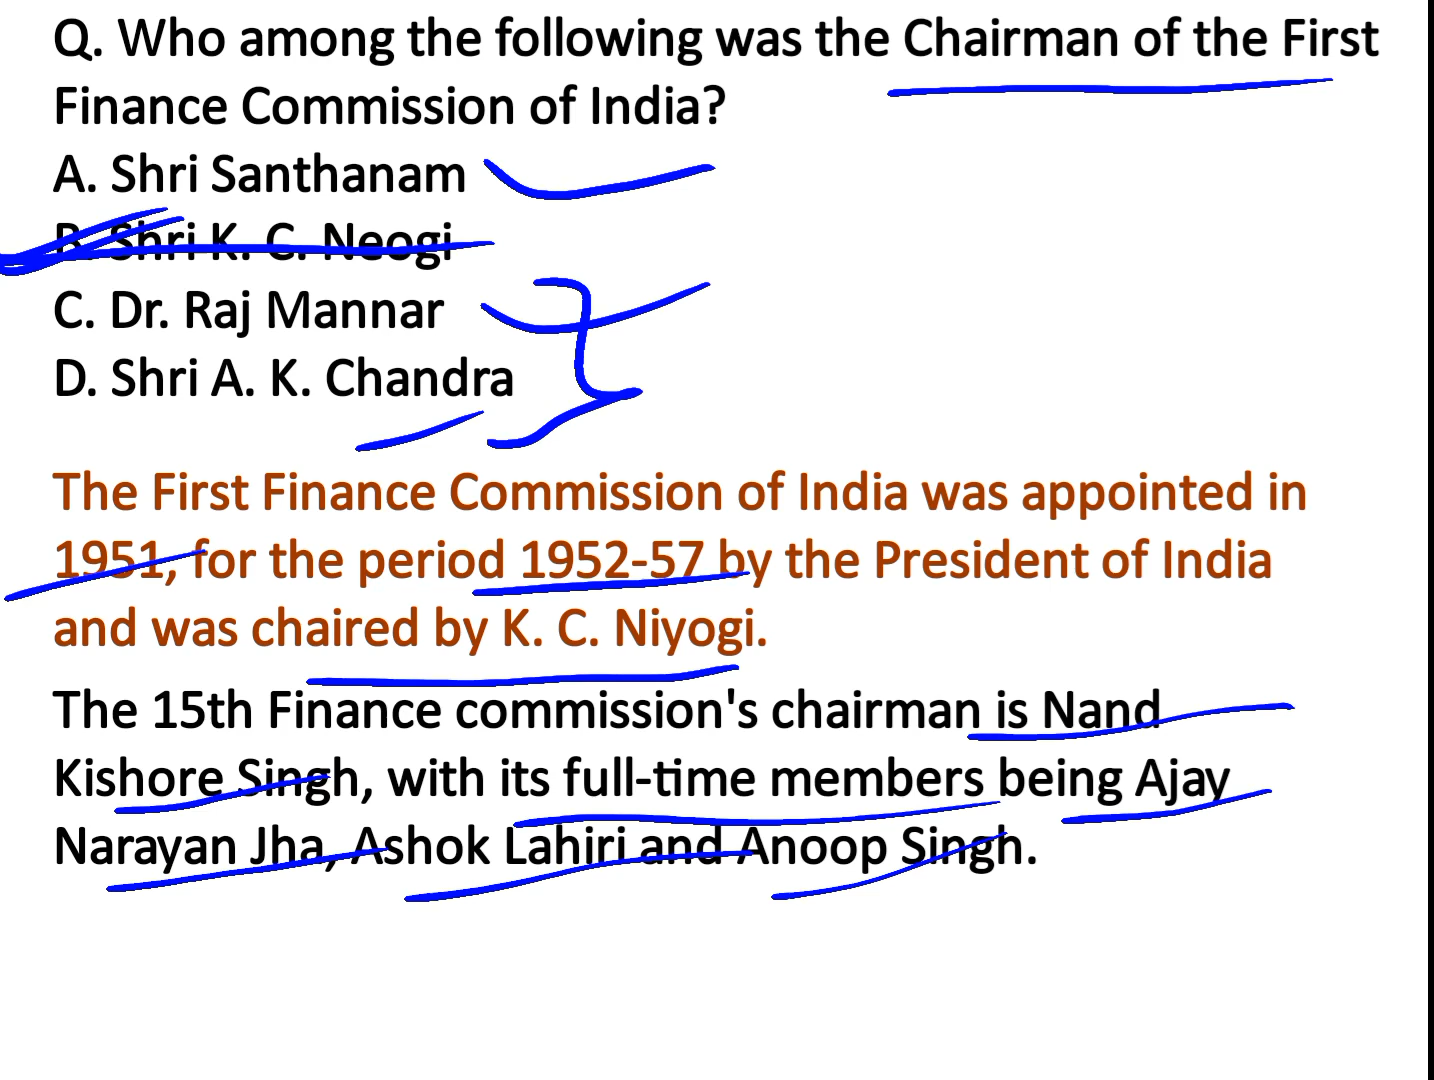 Q. Who among the following was the Chairman of the First
Finance Commission of India?
A. Shri Santhanam
B. Shri K. C. Neogi
C. Dr. Raj Mannar
D. Shri A. K. Chandra
The First Finance Commission of India was appointed in
1951, for the period 1952-57 by the President of India
and was chaired by K. C. Niyogi.
The 15th Finance commission's chairman is Nand
Kishore Singh, with its full-time members being Ajay
Narayan Jha, Ashok Lahiri and Anoop Singh.